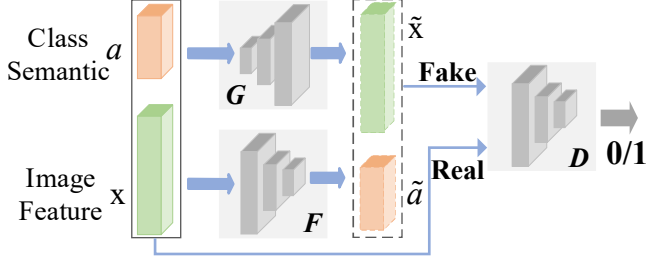 Class
Semantic a
G
x̃
Fake
D
0/1
Image
Feature x
F
ã
Real